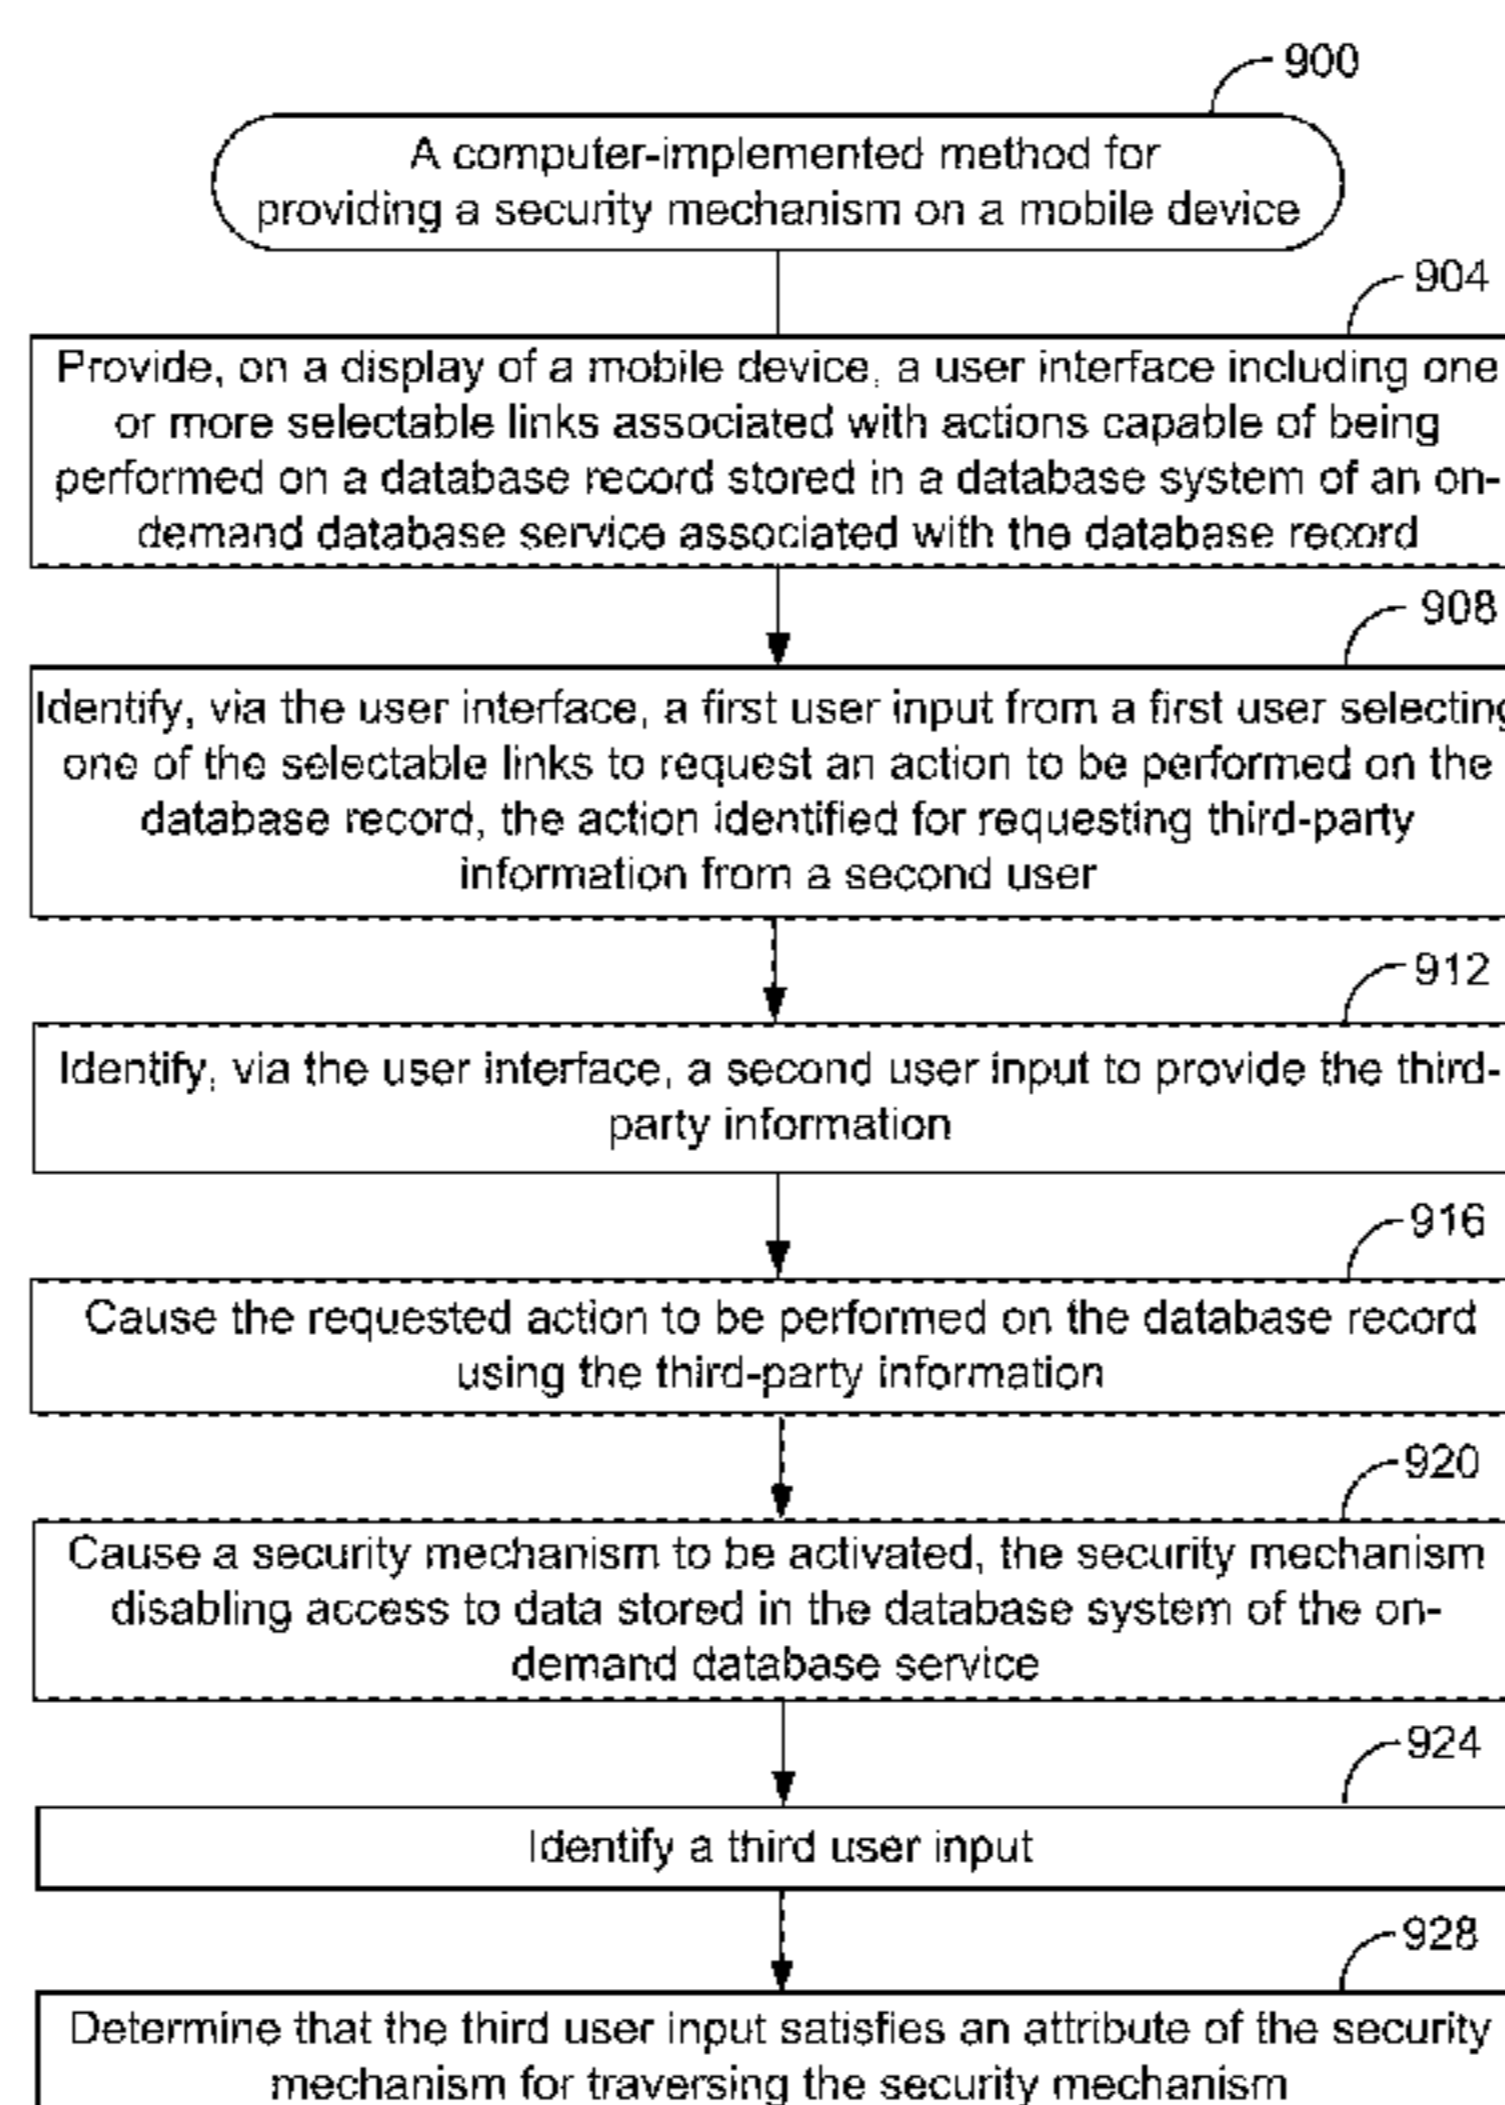 900
A computer-implemented method for
providing a security mechanism on a mobile device
904
Provide, on a display of a mobile device, a user interface including one
or more selectable links associated with actions capable of being
performed on a database record stored in a database system of an on-
demand database service associated with the database record
908
Identify, via the user interface, a first user input from a first user selecting
one of the selectable links to request an action to be performed on the
database record, the action identified for requesting third-party
information from a second user
912
Identify, via the user interface, a second user input to provide the third-
party information
916
Cause the requested action to be performed on the database record
using the third-party information
920
Cause a security mechanism to be activated, the security mechanism
disabling access to data stored in the database system of the on-
demand database service
924
Identify a third user input
928
Determine that the third user input satisfies an attribute of the security
mechanism for traversing the security mechanism